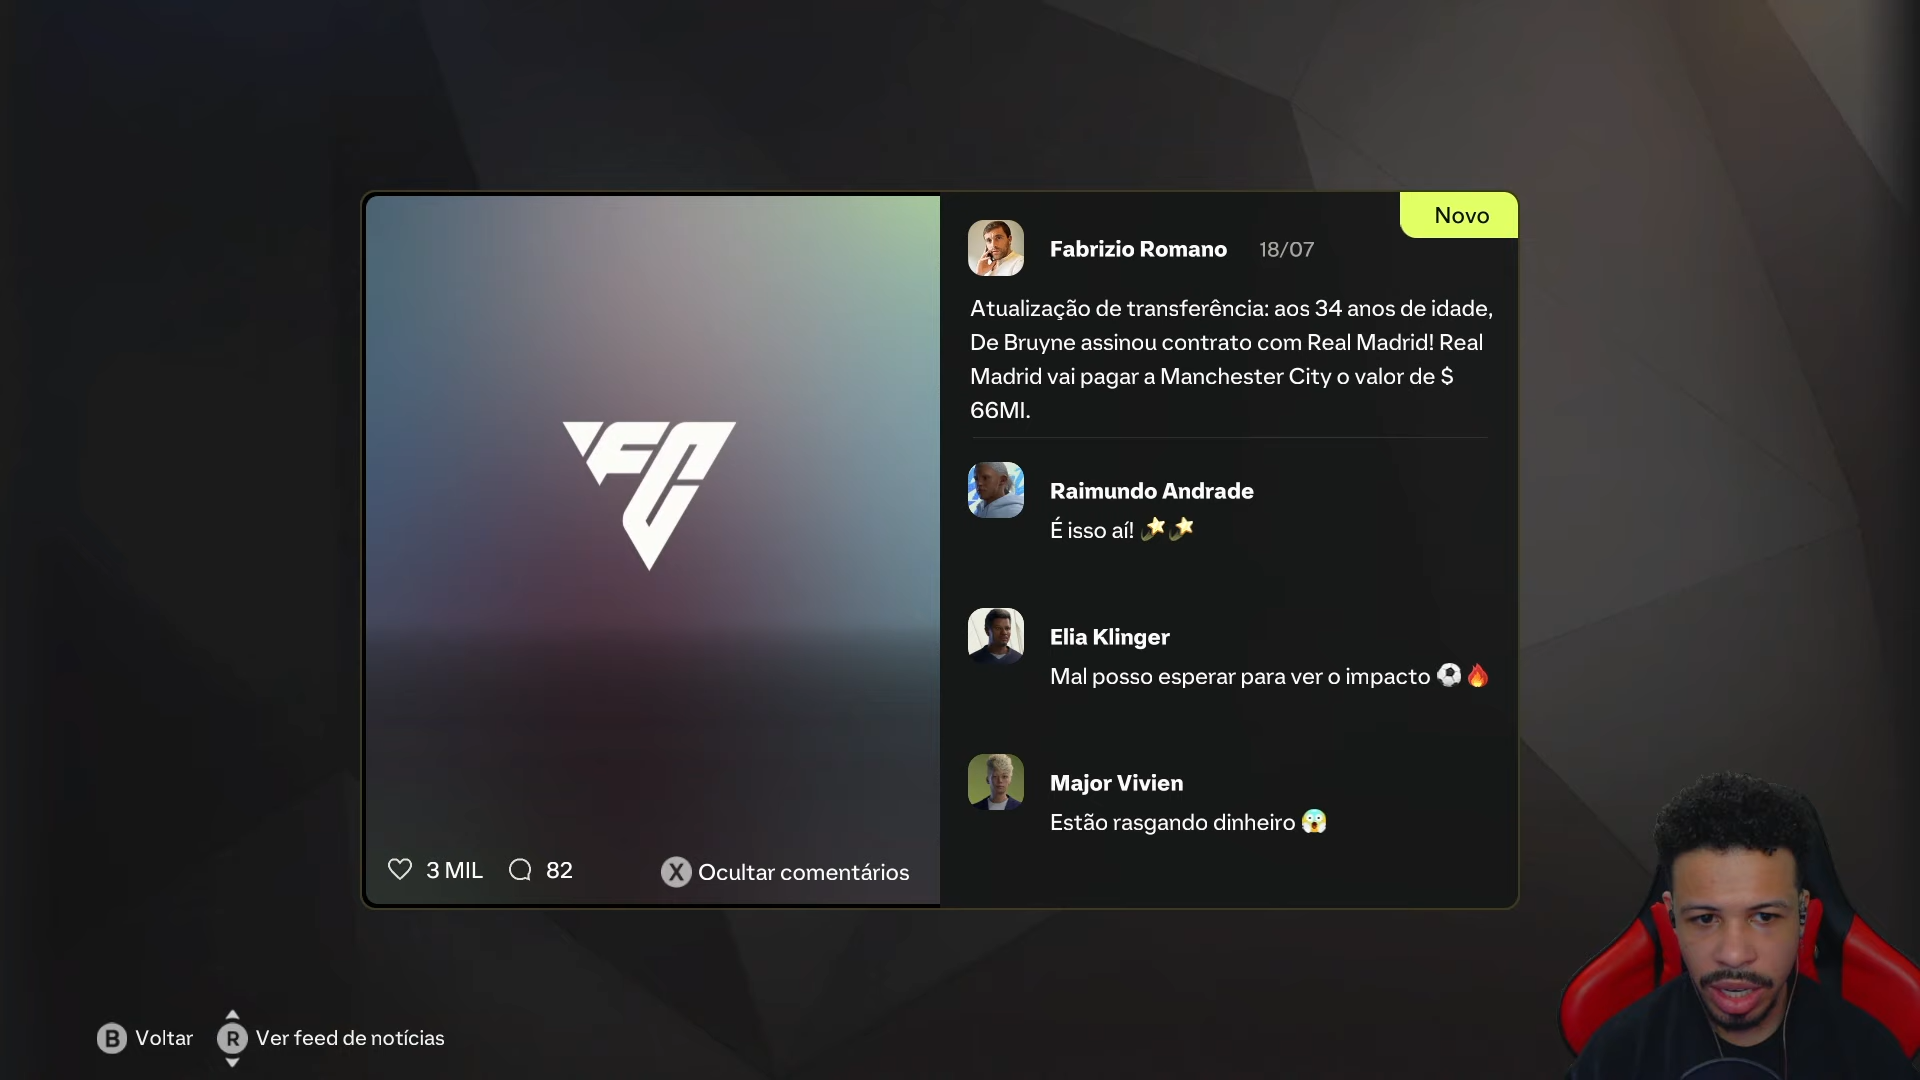 Novo
Fabrizio Romano 18/07
Atualização de transferência: aos 34 anos de idade,
De Bruyne assinou contrato com Real Madrid! Real
Madrid vai pagar a Manchester City o valor de $
66MI.
Raimundo Andrade
É isso aí! 🌠🌠
Elia Klinger
Mal posso esperar para ver o impacto ⚽🔥
Major Vivien
Estão rasgando dinheiro 😱
FC
3 MIL 82 X Ocultar comentários
B Voltar R Ver feed de notícias